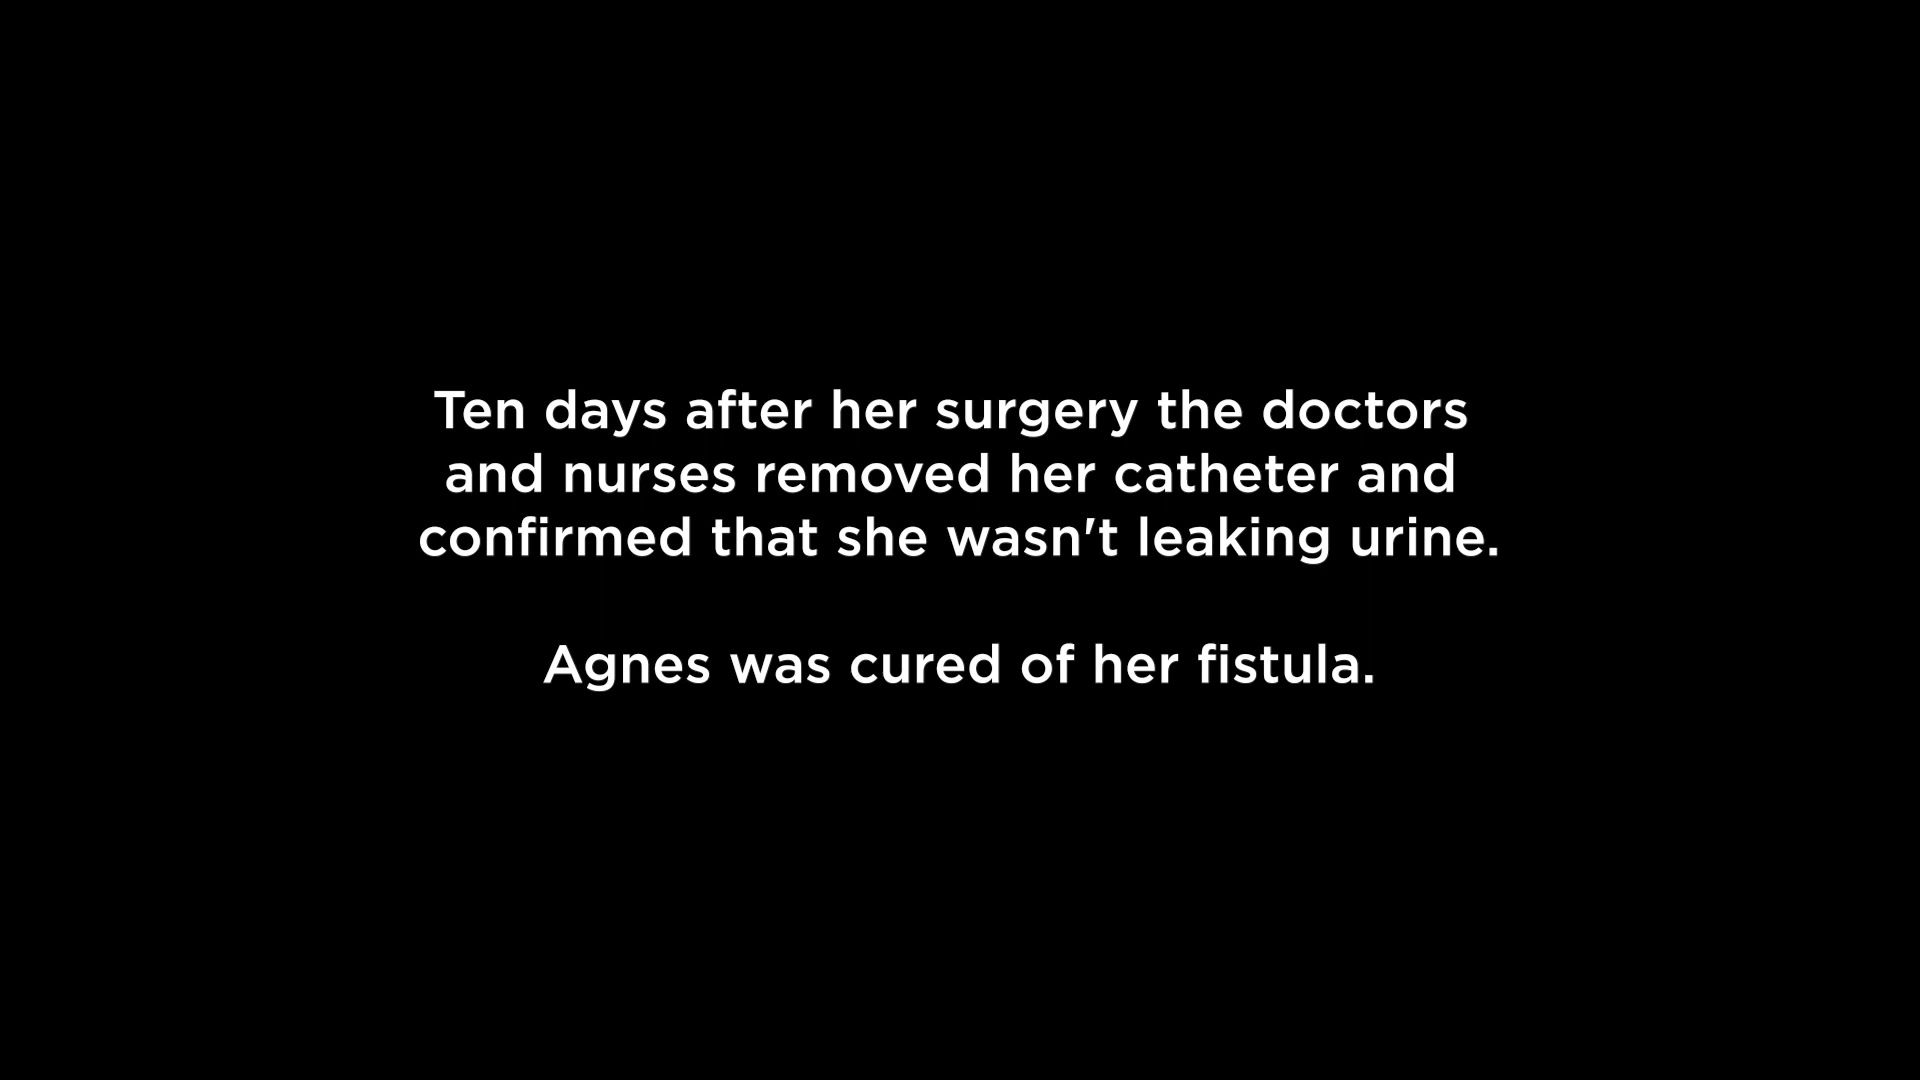 Ten days after her surgery the doctors
and nurses removed her catheter and
confirmed that she wasn't leaking urine.
Agnes was cured of her fistula.